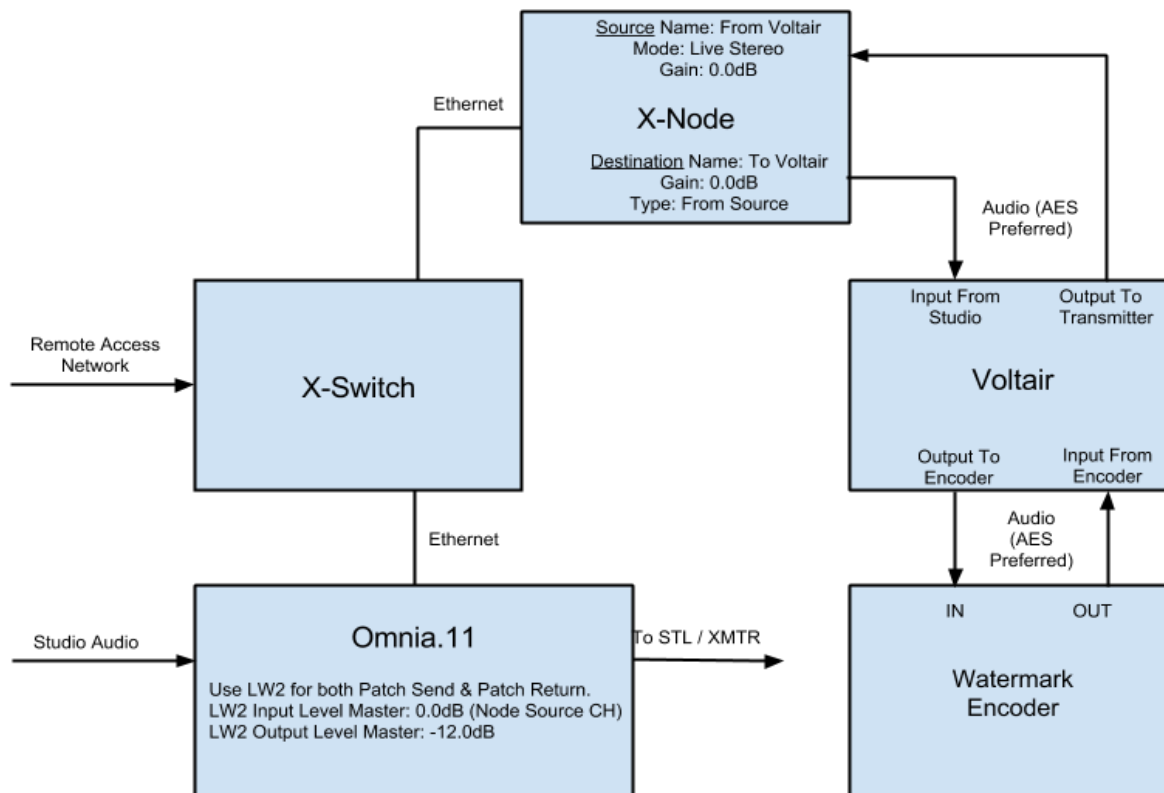 Source Name: From Voltair
Mode: Live Stereo
Gain: 0.0dB
X-Node
Destination Name: To Voltair
Gain: 0.0dB
Type: From Source
Ethernet
Audio (AES
Preferred)
Remote Access
Network
X-Switch
Input From
Studio
Output To
Transmitter
Voltair
Output To
Encoder
Input From
Encoder
Ethernet
Audio
(AES
Preferred)
Studio Audio
Omnia.11
Use LW2 for both Patch Send & Patch Return.
LW2 Input Level Master: 0.0dB (Node Source CH)
LW2 Output Level Master: -12.0dB
To STL / XMTR
IN
OUT
Watermark
Encoder